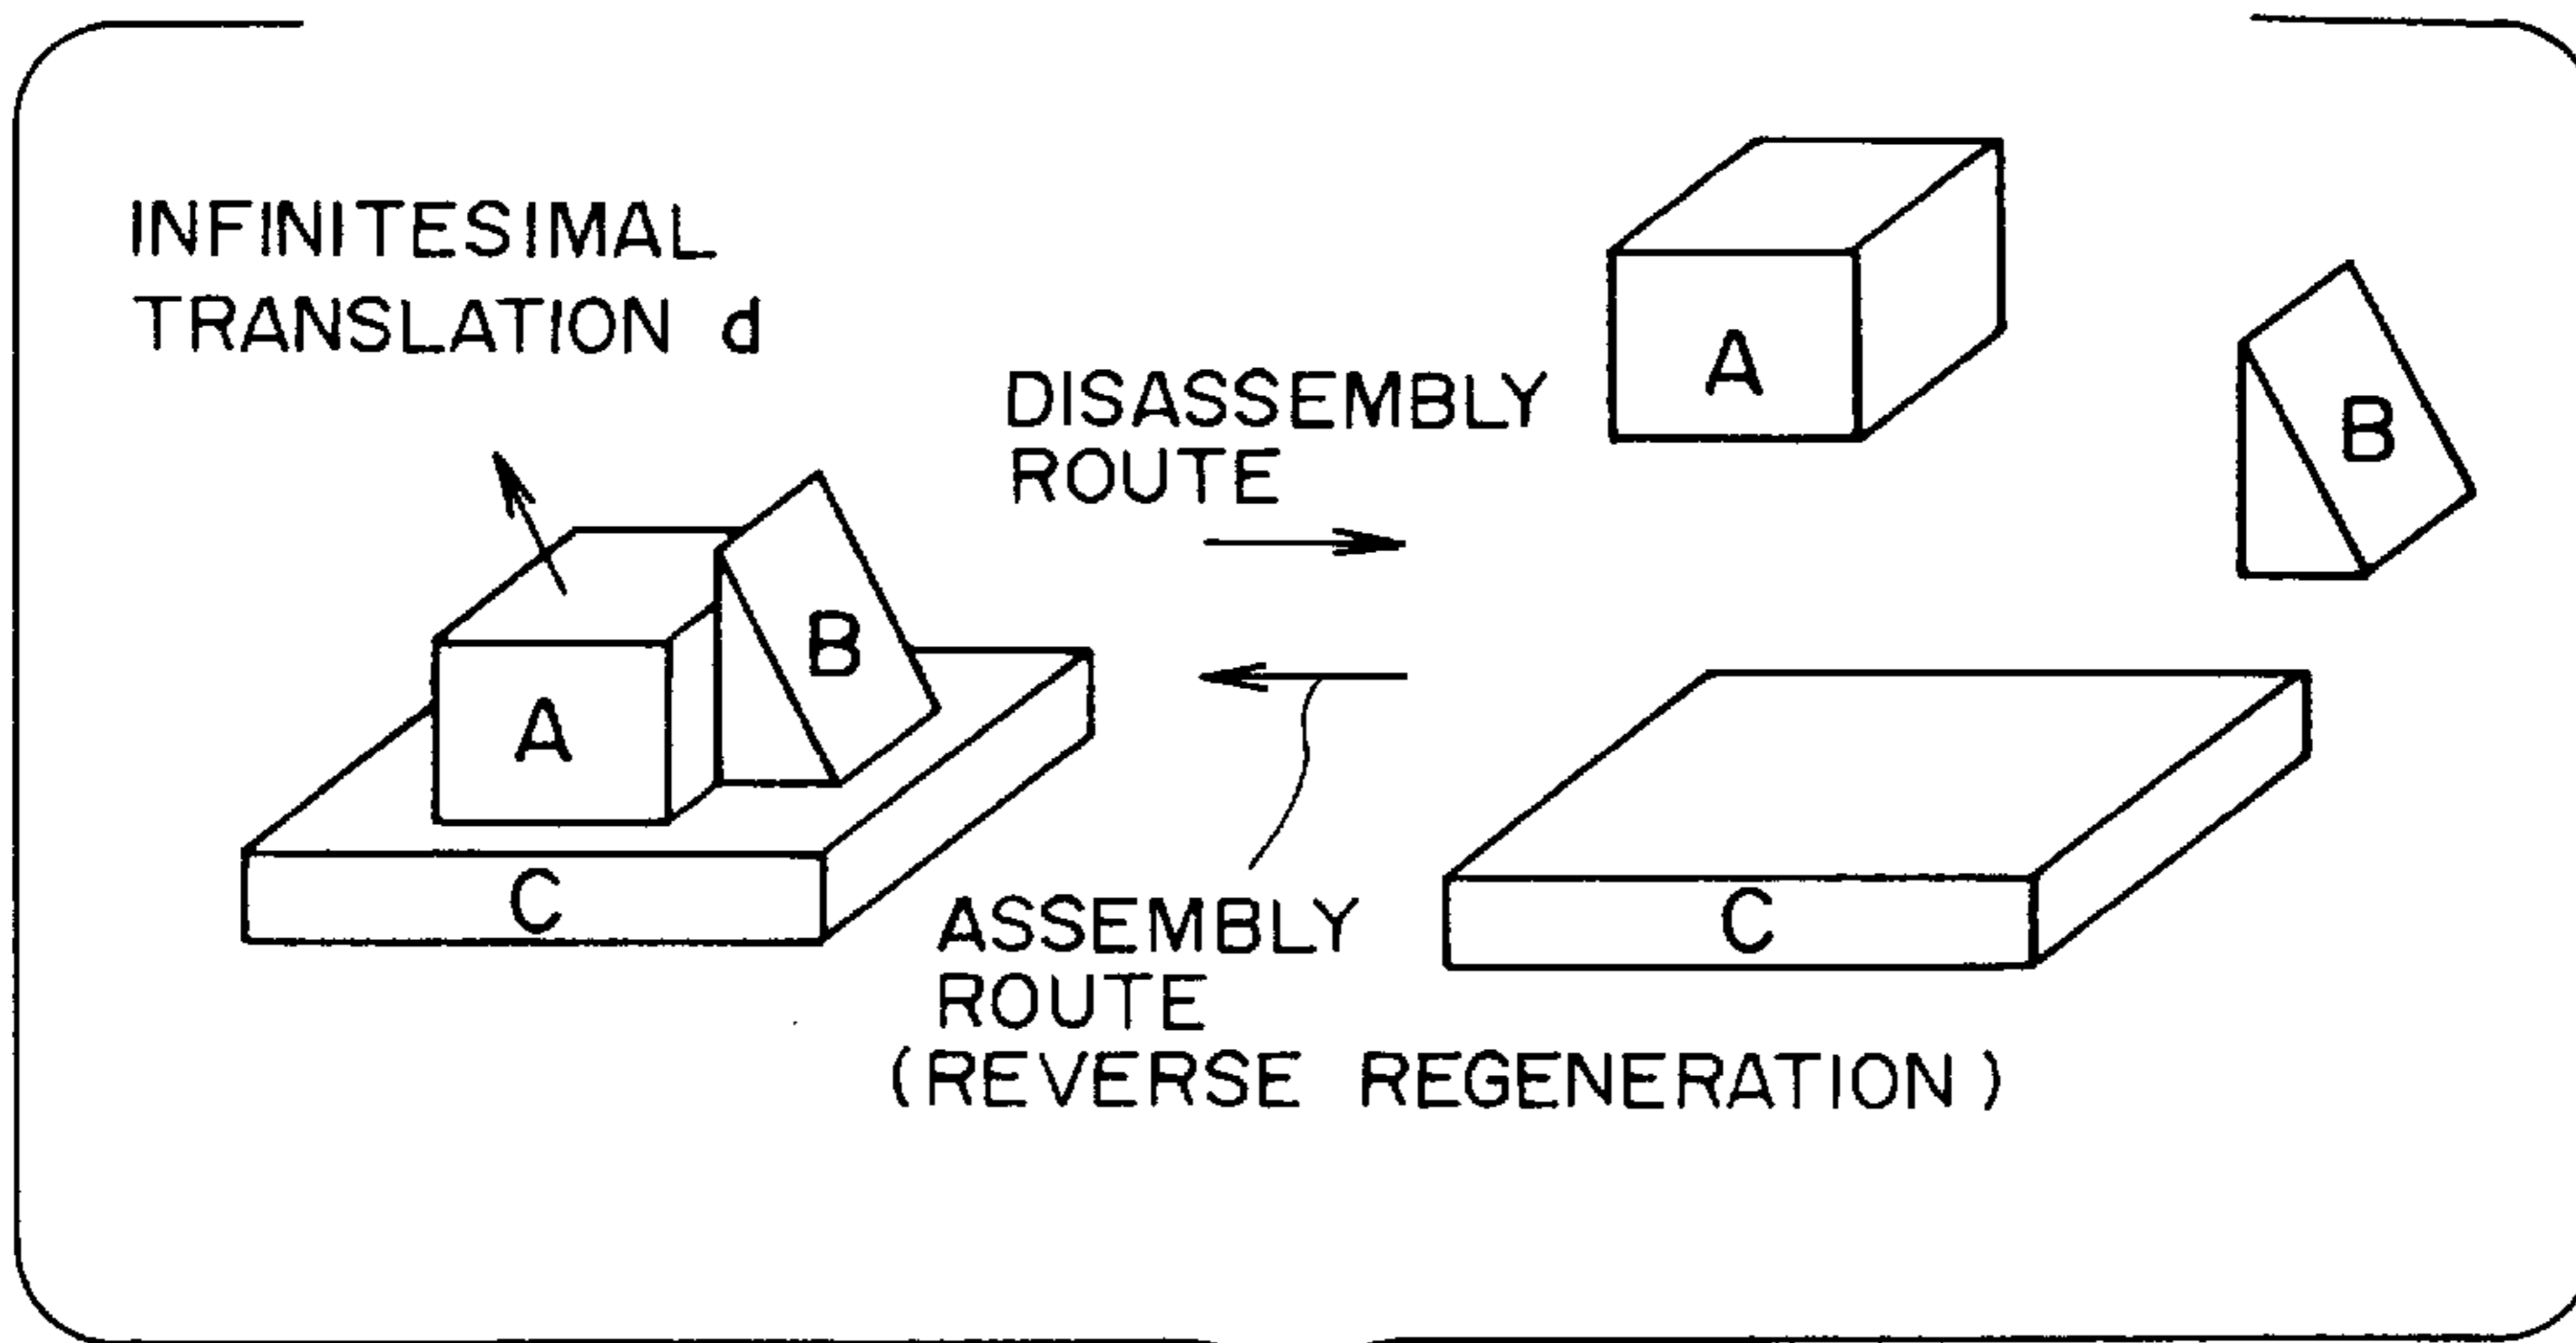 INFINITESIMAL
TRANSLATION d
DISASSEMBLY
ROUTE
A
B
C
A
B
C
ASSEMBLY
ROUTE
(REVERSE REGENERATION)